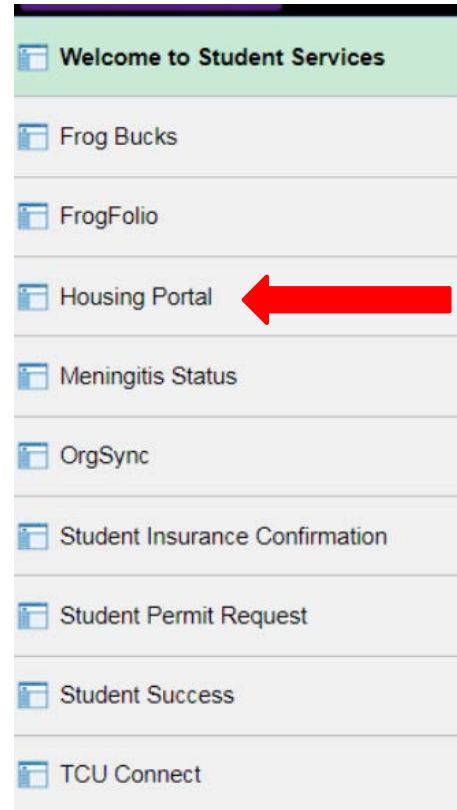 Welcome to Student Services
Frog Bucks
FrogFolio
Housing Portal
Meningitis Status
OrgSync
Student Insurance Confirmation
Student Permit Request
Student Success
TCU Connect